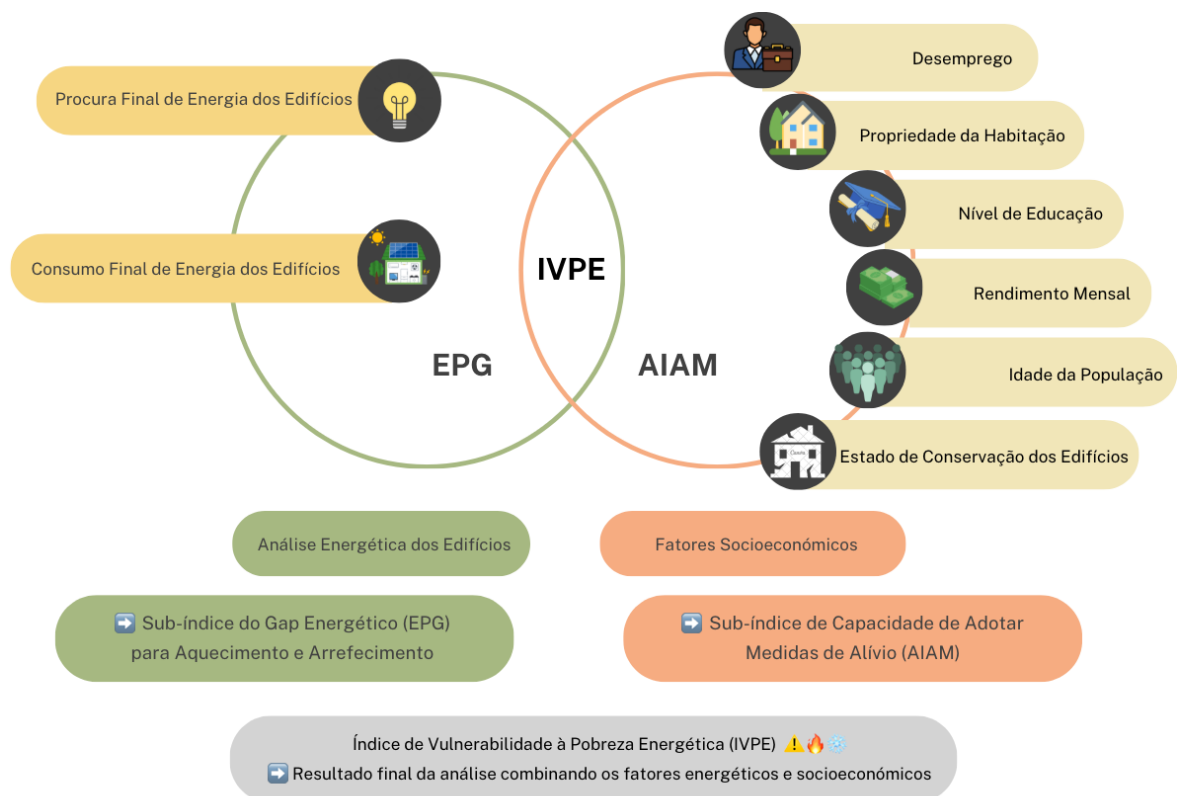 Procura Final de Energia dos Edifícios
Consumo Final de Energia dos Edifícios
Desemprego
Propriedade da Habitação
Nível de Educação
Rendimento Mensal
Idade da População
Estado de Conservação dos Edifícios
IVPE
EPG
AIAM
Análise Energética dos Edifícios
Fatores Socioeconómicos
➡️ Sub-índice do Gap Energético (EPG)
para Aquecimento e Arrefecimento
➡️ Sub-índice de Capacidade de Adotar
Medidas de Alívio (AIAM)
Índice de Vulnerabilidade à Pobreza Energética (IVPE) ⚠️🔥❄️
➡️ Resultado final da análise combinando os fatores energéticos e socioeconómicos